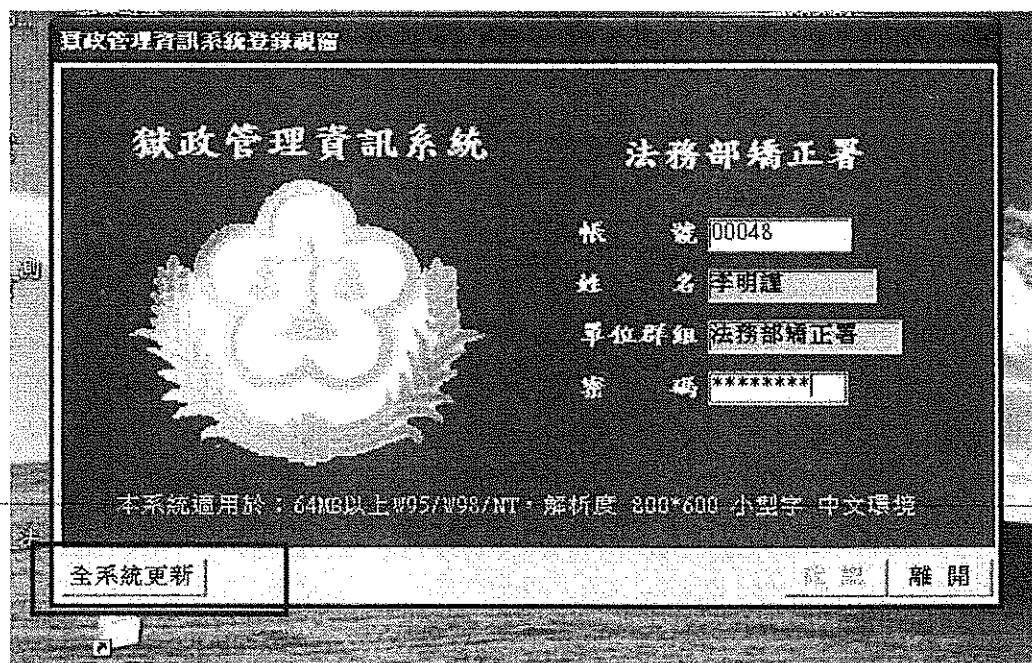 獄政管理資訊系統登錄視窗
獄政管理資訊系統
法務部矯正署
帳　　號 00048
姓　　名 李明謹
單位群組 法務部矯正署
密　　碼 ********
本系統適用於：64MB以上W95/W98/NT，解析度 800*600 小型字 中文環境
全系統更新
確認
離開